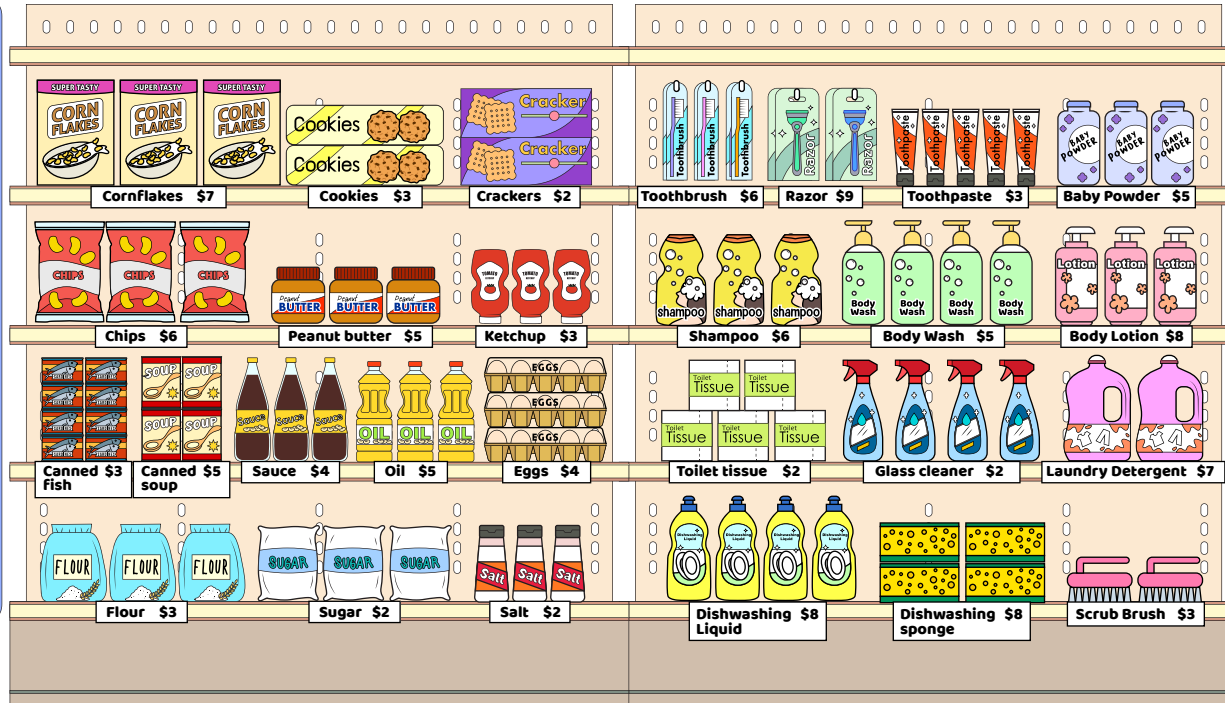 SUPER TASTY SUPER TASTY SUPER TASTY
CORN FLAKES CORN FLAKES CORN FLAKES
Cookies
Cookies
Cracker
Cracker
Cornflakes $7
Cookies $3
Crackers $2
Toothbrush Toothbrush Toothbrush
Razor Razor
Toothpaste Toothpaste Toothpaste Toothpaste Toothpaste
BABY POWDER BABY POWDER BABY POWDER
Toothbrush $6
Razor $9
Toothpaste $3
Baby Powder $5
CHIPS CHIPS CHIPS
Peanut BUTTER Peanut BUTTER Peanut BUTTER
TOMATO TOMATO TOMATO
Chips $6
Peanut butter $5
Ketchup $3
shampoo shampoo shampoo
Body Wash Body Wash Body Wash Body Wash
Lotion Lotion Lotion
Shampoo $6
Body Wash $5
Body Lotion $8
SOUP SOUP
SOUP SOUP
Sauce Sauce Sauce
OIL OIL OIL
EGGS
EGGS
EGGS
Canned $3
fish
Canned $5
soup
Sauce $4
Oil $5
Eggs $4
Toilet Tissue Toilet Tissue
Toilet Tissue Toilet Tissue Toilet Tissue
Toilet tissue $2
Glass cleaner $2
Laundry Detergent $7
FLOUR FLOUR FLOUR
SUGAR SUGAR SUGAR
Salt Salt Salt
Flour $3
Sugar $2
Salt $2
Dishwashing Liquid Dishwashing Liquid Dishwashing Liquid Dishwashing Liquid
Dishwashing $8
Liquid
Dishwashing $8
sponge
Scrub Brush $3